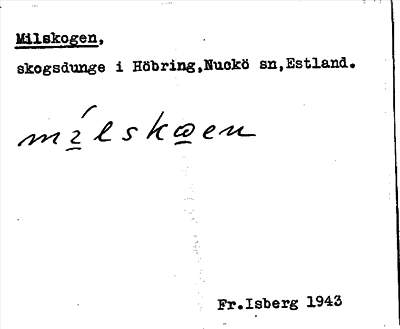 Milskogen,
skogsdunge i Höbring,Nuckö sn,Estland.
Fr.Isberg 1943